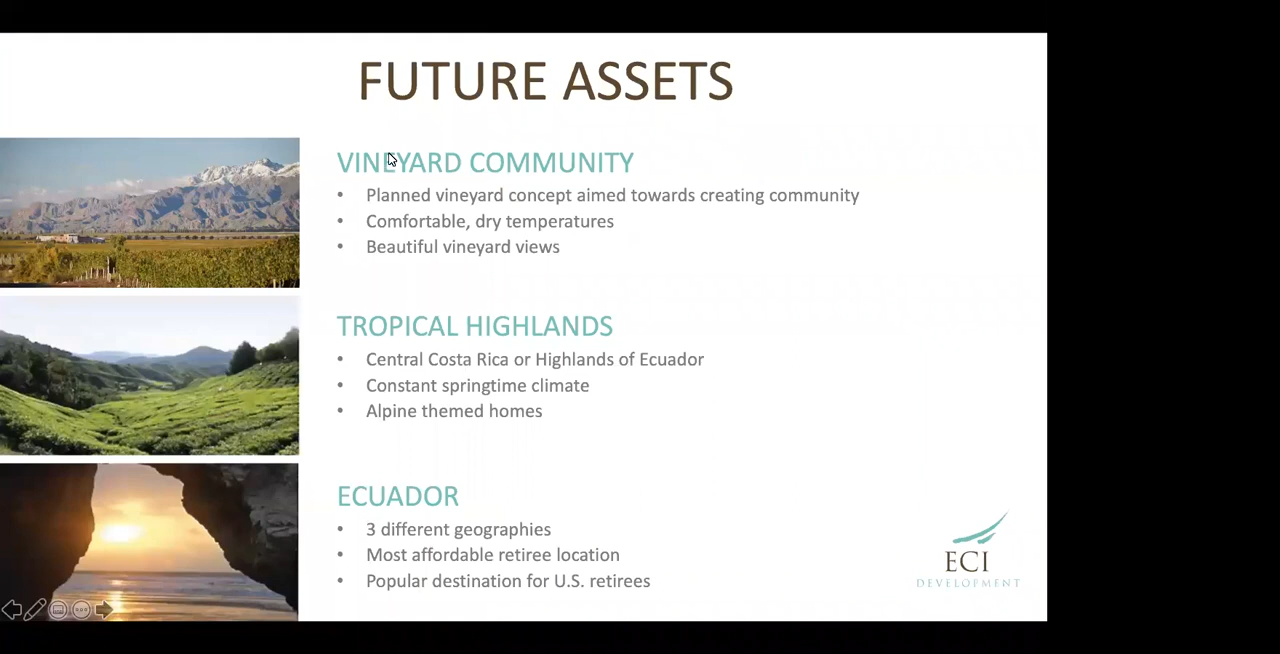 FUTURE ASSETS
VINEYARD COMMUNITY
• Planned vineyard concept aimed towards creating community
• Comfortable, dry temperatures
• Beautiful vineyard views
TROPICAL HIGHLANDS
• Central Costa Rica or Highlands of Ecuador
• Constant springtime climate
• Alpine themed homes
ECUADOR
• 3 different geographies
• Most affordable retiree location
• Popular destination for U.S. retirees
ECI
DEVELOPMENT